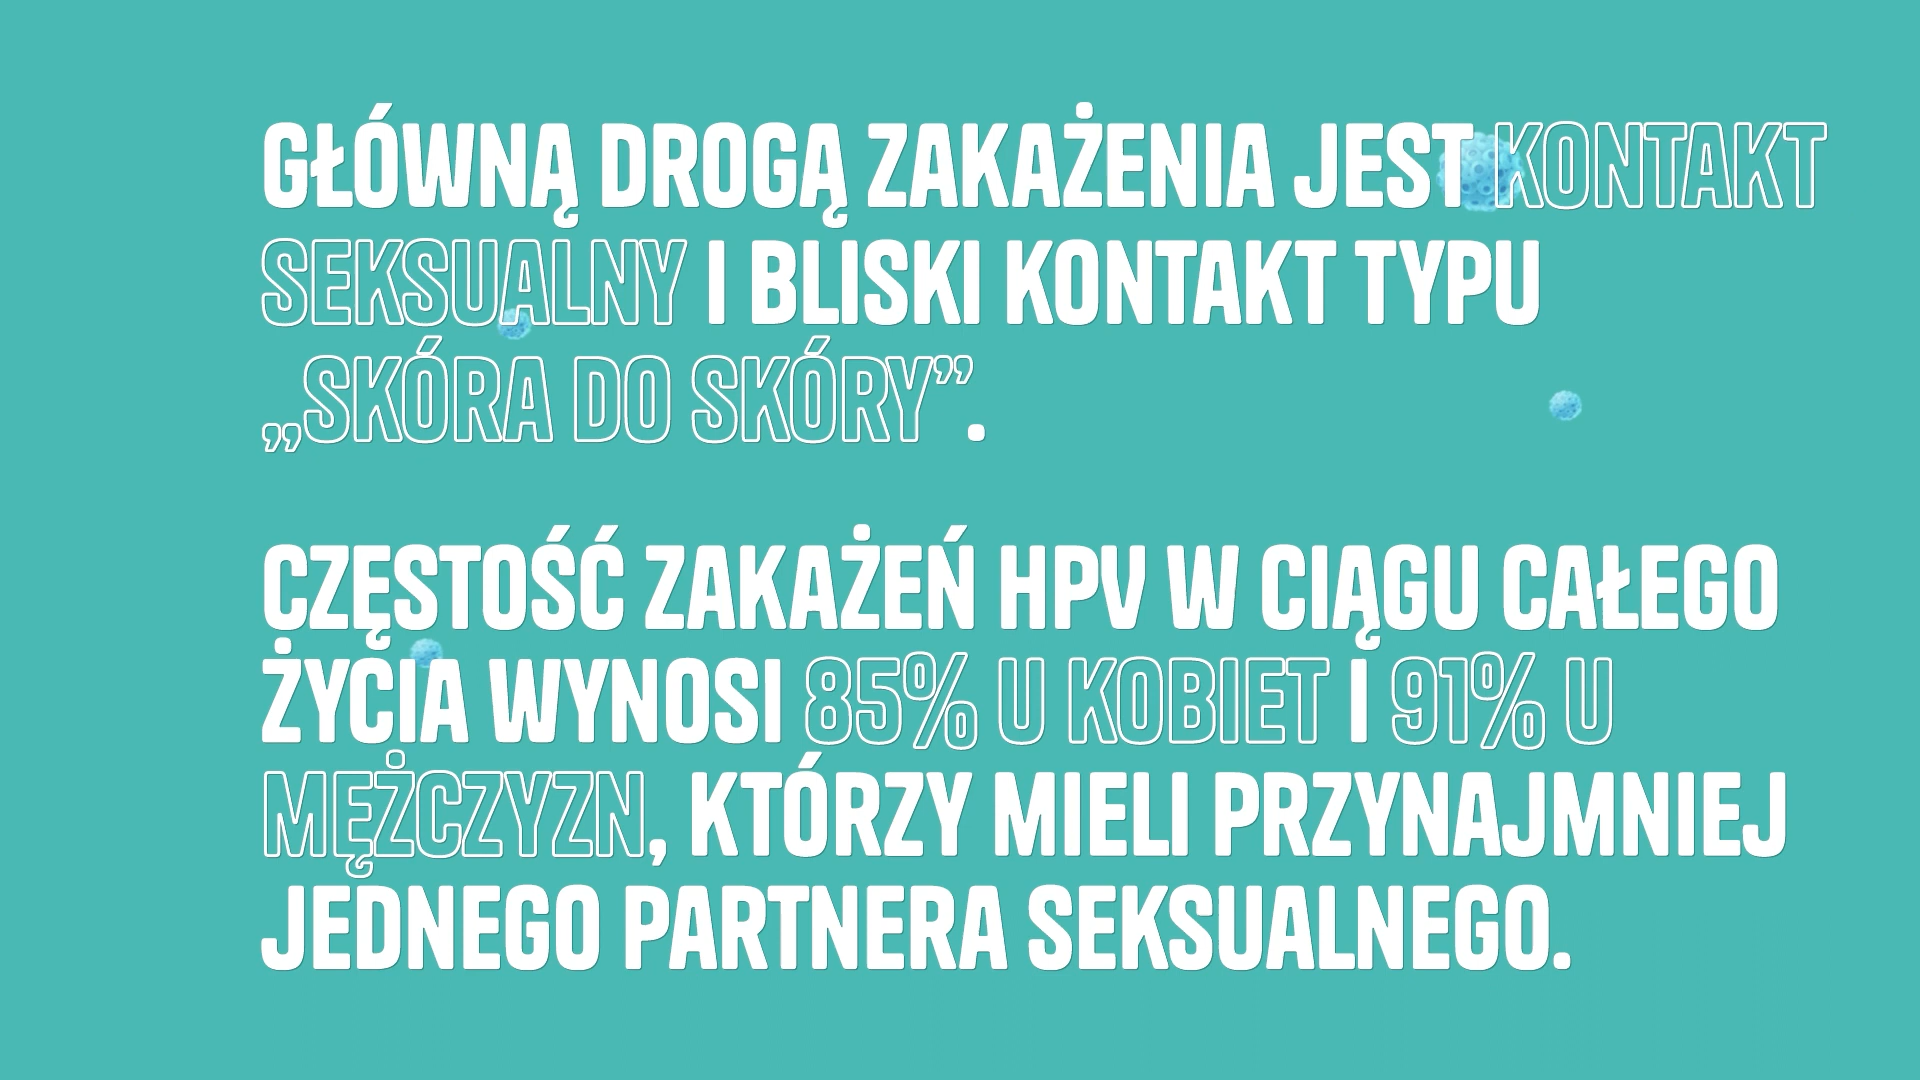 GŁÓWNĄ DROGĄ ZAKAŻENIA JEST KONTAKT
SEKSUALNY I BLISKI KONTAKT TYPU
„SKÓRA DO SKÓRY”.
CZĘSTOŚĆ ZAKAŻEŃ HPV W CIĄGU CAŁEGO
ŻYCIA WYNOSI 85% U KOBIET I 91% U
MĘŻCZYZN, KTÓRZY MIELI PRZYNAJMNIEJ
JEDNEGO PARTNERA SEKSUALNEGO.